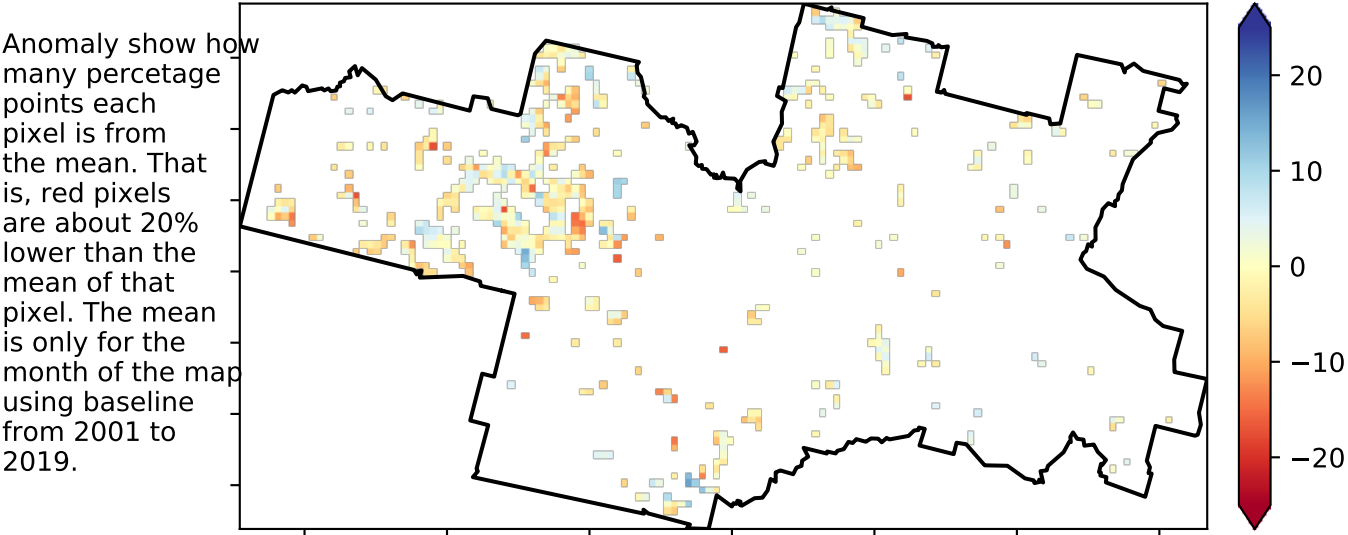 Anomaly show how
many percetage
points each
pixel is from
the mean. That
is, red pixels
are about 20%
lower than the
mean of that
pixel. The mean
is only for the
month of the map
using baseline
from 2001 to
2019.
20
10
0
−10
−20